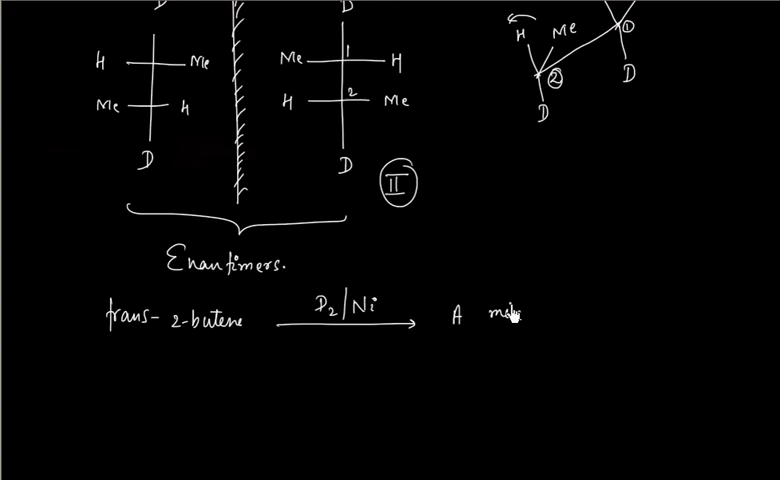 D D
H Me Me 1 H
Me H H 2 Me
D D
II
H Me 1
2 D
D
Enantimers.
trans- 2-butene D2/Ni A